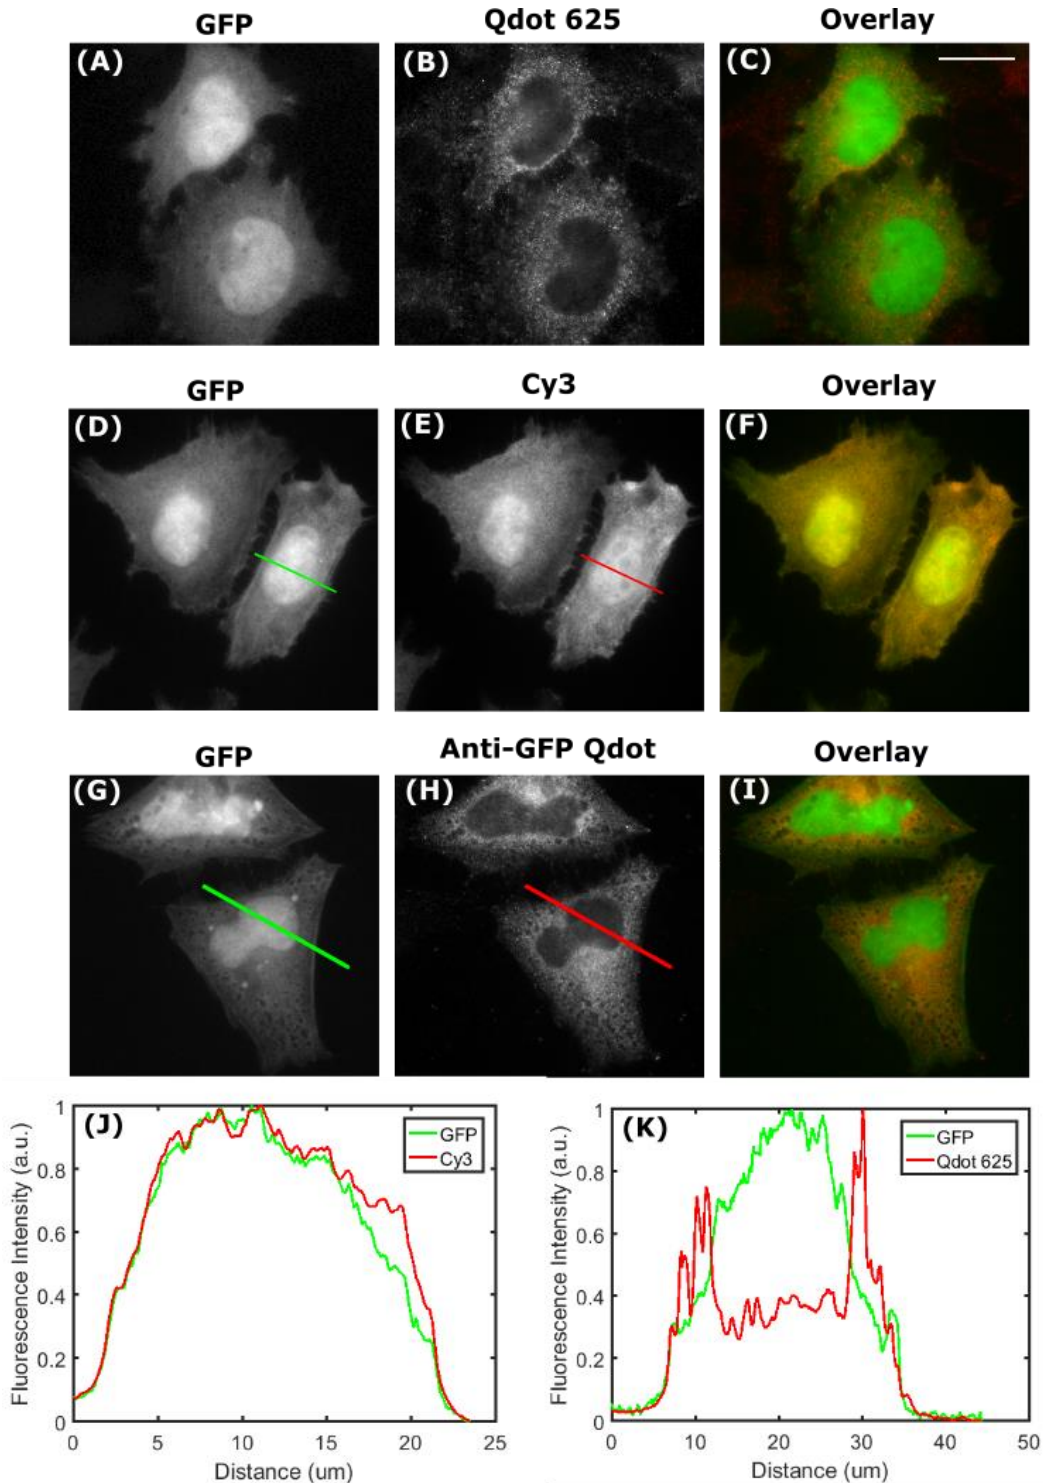 GFP Qdot 625 Overlay
(A) (B) (C)
GFP Cy3 Overlay
(D) (E) (F)
GFP Anti-GFP Qdot Overlay
(G) (H) (I)
(J)
GFP
Cy3
Fluorescence Intensity (a.u.)
1
0.8
0.6
0.4
0.2
0
0 5 10 15 20 25
Distance (um)
(K)
GFP
Qdot 625
Fluorescence Intensity (a.u.)
1
0.8
0.6
0.4
0.2
0
0 10 20 30 40 50
Distance (um)